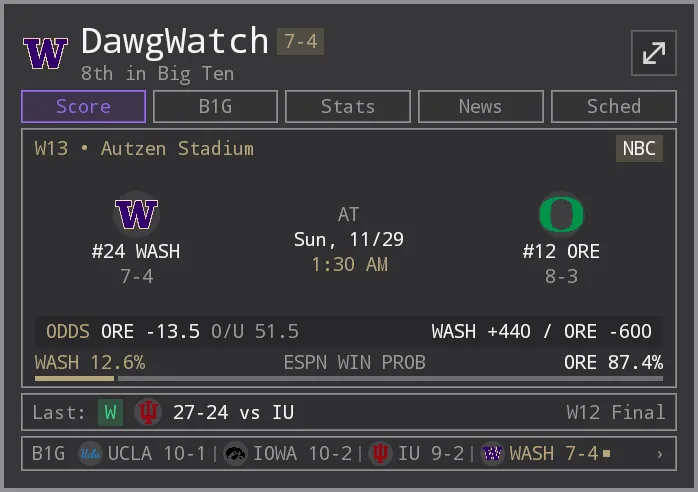 W DawgWatch 7-4
8th in Big Ten
Score B1G Stats News Sched
W13 • Autzen Stadium NBC
W AT O
#24 WASH Sun, 11/29 #12 ORE
7-4 1:30 AM 8-3
ODDS ORE -13.5 O/U 51.5 WASH +440 / ORE -600
WASH 12.6% ESPN WIN PROB ORE 87.4%
Last: W 27-24 vs IU W12 Final
B1G Ucla UCLA 10-1 | IOWA 10-2 | IU 9-2 | W WASH 7-4 ▪ ›